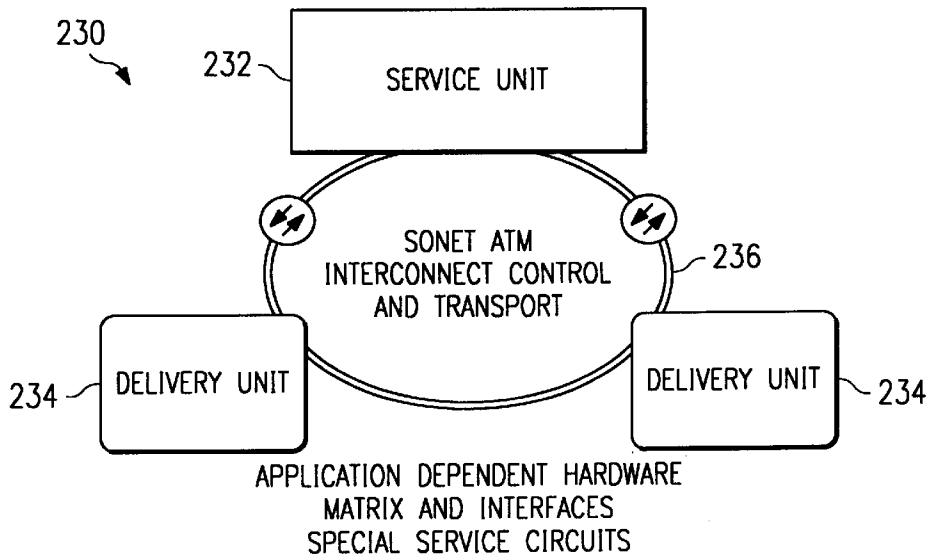 230
232
SERVICE UNIT
SONET ATM
INTERCONNECT CONTROL
AND TRANSPORT
236
234
DELIVERY UNIT
DELIVERY UNIT
234
APPLICATION DEPENDENT HARDWARE
MATRIX AND INTERFACES
SPECIAL SERVICE CIRCUITS